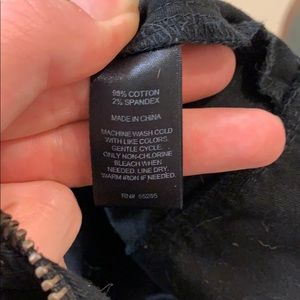 98% COTTON
2% SPANDEX
MADE IN CHINA
MACHINE WASH COLD
WITH LIKE COLORS,
GENTLE CYCLE.
ONLY NON-CHLORINE
BLEACH WHEN
NEEDED. LINE DRY.
WARM IRON IF NEEDED.
RN#